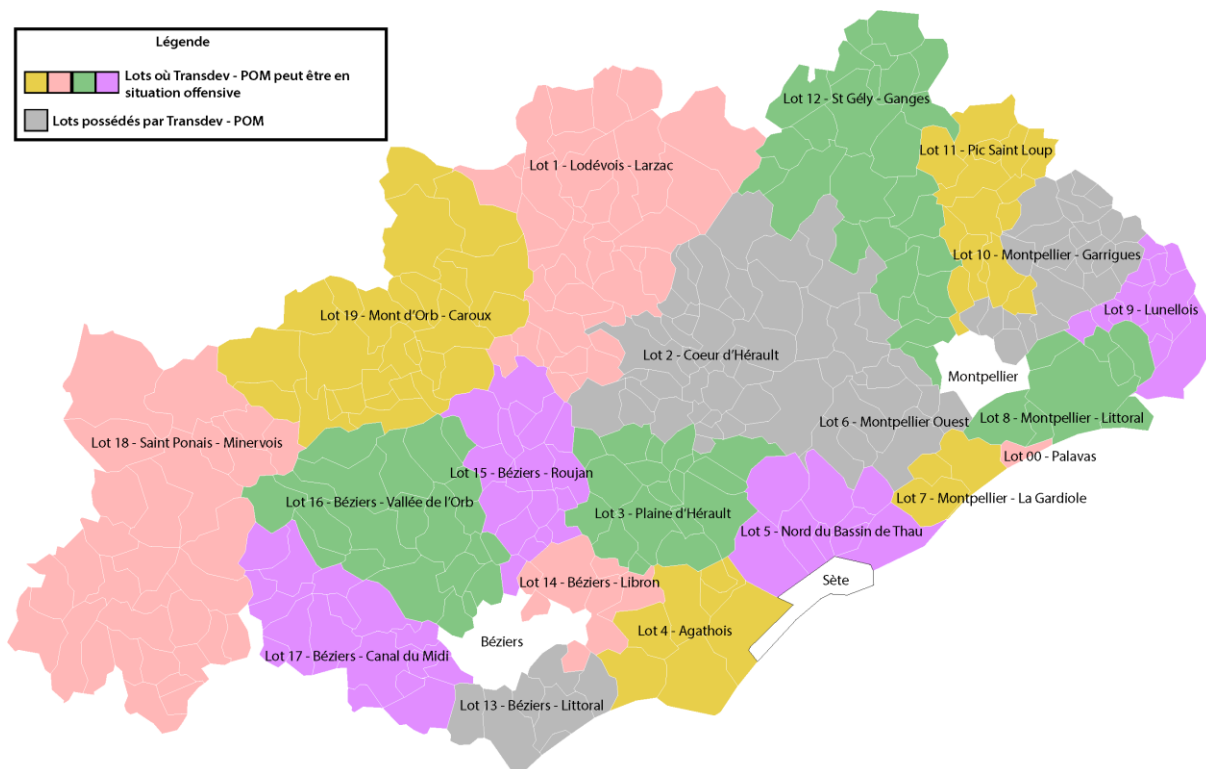 Légende
Lots où Transdev - POM peut être en
situation offensive
Lots possédés par Transdev - POM
Lot 12 - St Gély - Ganges
Lot 11 - Pic Saint Loup
Lot 1 - Lodévois - Larzac
Lot 10 - Montpellier - Garrigues
Lot 9 - Lunellois
Lot 19 - Mont d'Orb - Caroux
Lot 2 - Coeur d'Hérault
Montpellier
Lot 8 - Montpellier - Littoral
Lot 6 - Montpellier Ouest
Lot 18 - Saint Ponais - Minervois
Lot 00 - Palavas
Lot 15 - Béziers - Roujan
Lot 16 - Béziers - Vallée de l'Orb
Lot 7 - Montpellier - La Gardiole
Lot 3 - Plaine d'Hérault
Lot 5 - Nord du Bassin de Thau
Lot 14 - Béziers - Libron
Sète
Lot 4 - Agathois
Béziers
Lot 17 - Béziers - Canal du Midi
Lot 13 - Béziers - Littoral